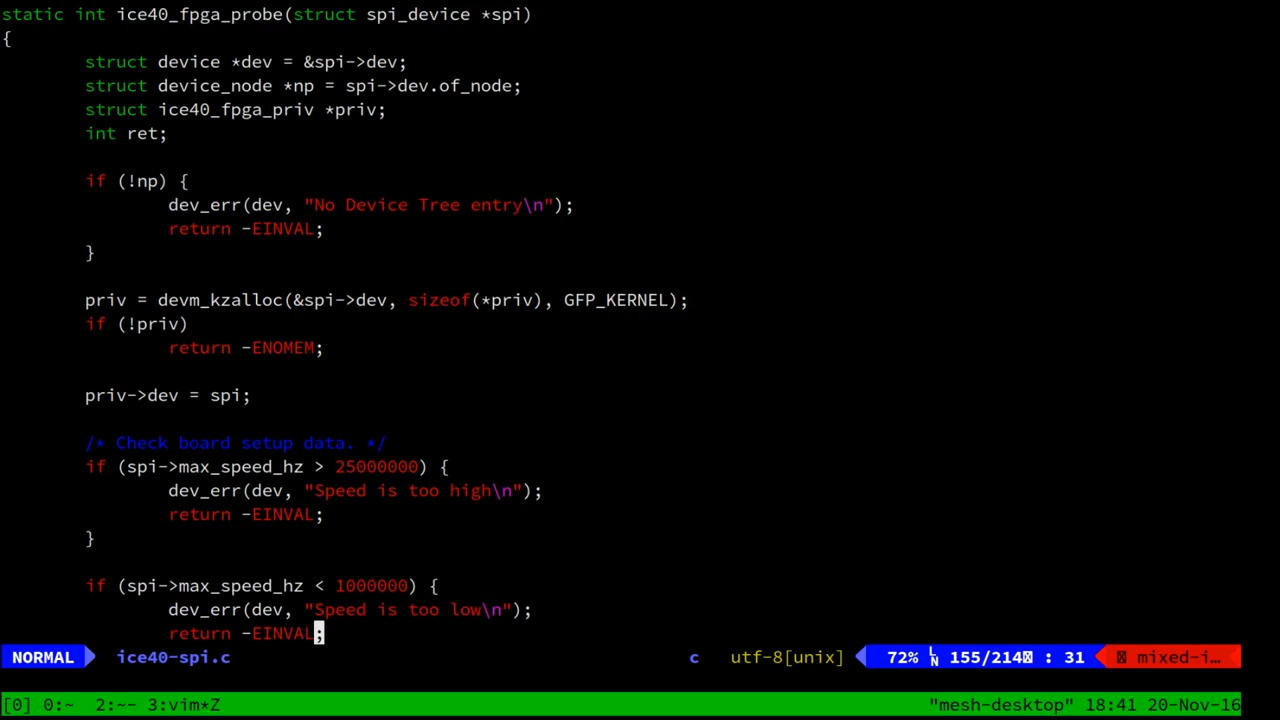 static int ice40_fpga_probe(struct spi_device *spi)
{
        struct device *dev = &spi->dev;
        struct device_node *np = spi->dev.of_node;
        struct ice40_fpga_priv *priv;
        int ret;

        if (!np) {
                dev_err(dev, "No Device Tree entry\n");
                return -EINVAL;
        }

        priv = devm_kzalloc(&spi->dev, sizeof(*priv), GFP_KERNEL);
        if (!priv)
                return -ENOMEM;

        priv->dev = spi;

        /* Check board setup data. */
        if (spi->max_speed_hz > 25000000) {
                dev_err(dev, "Speed is too high\n");
                return -EINVAL;
        }

        if (spi->max_speed_hz < 1000000) {
                dev_err(dev, "Speed is too low\n");
                return -EINVAL;
NORMAL ice40-spi.c c utf-8[unix] 72% LN 155/214 : 31 mixed-i…
[0] 0:~ 2:~- 3:vim*Z "mesh-desktop" 18:41 20-Nov-16